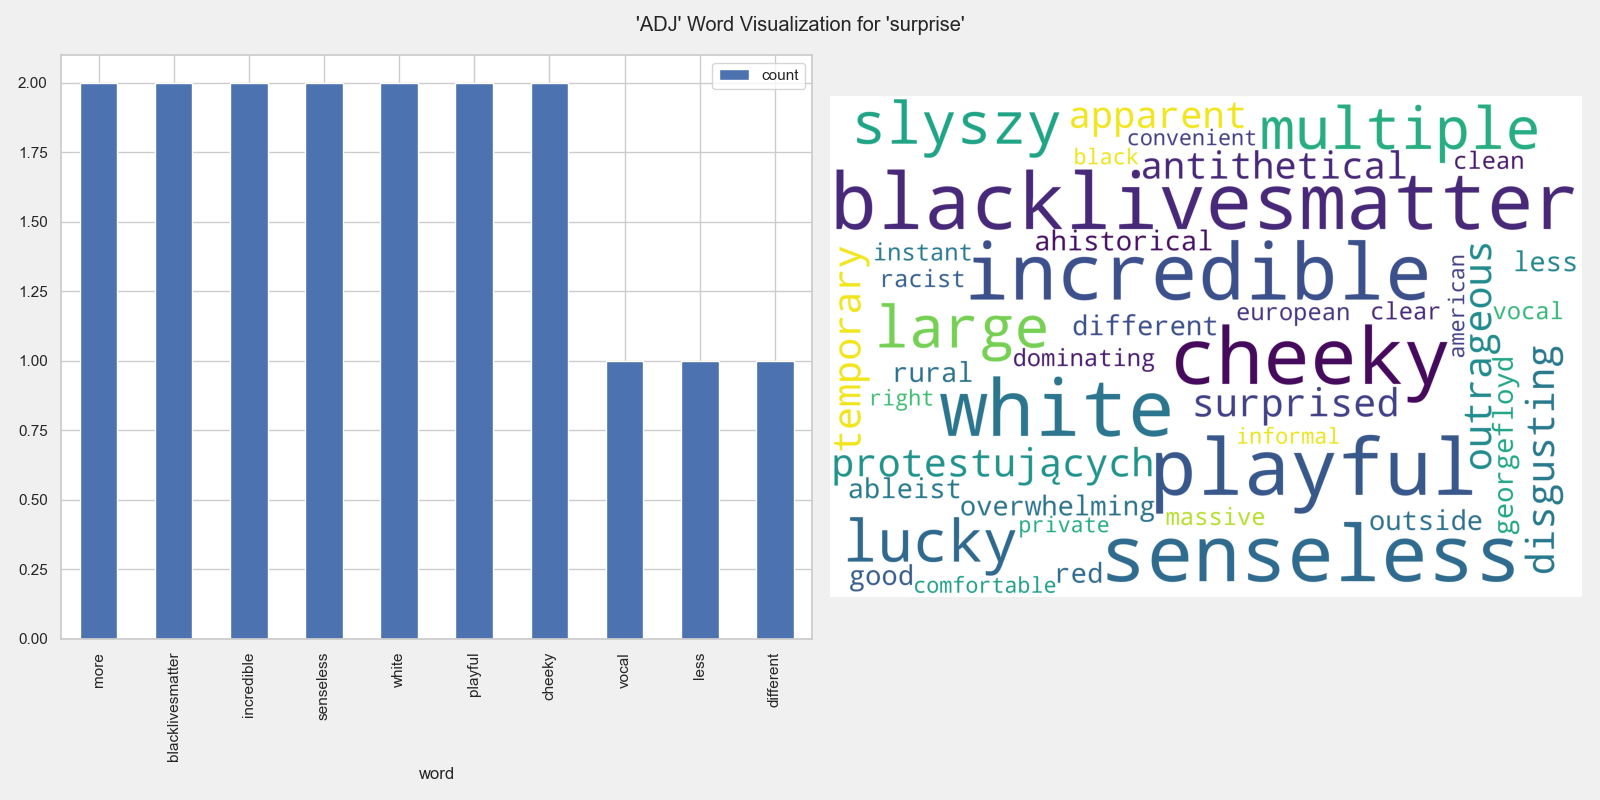 'ADJ' Word Visualization for 'surprise'
count
2.00
1.75
1.50
1.25
1.00
0.75
0.50
0.25
0.00
more
blacklivesmatter
incredible
senseless
white
playful
cheeky
vocal
less
different
word
slyszy
apparent
multiple
convenient
black
antithetical
clean
blacklivesmatter
ahistorical
instant
incredible
outrageous
less
racist
temporary
american
large
different
european
clear
vocal
dominating
cheeky
rural
right
white
surprised
georgefloyd
disgusting
informal
protestujących
playful
ableist
overwhelming
private
massive
outside
lucky
senseless
good
comfortable
red